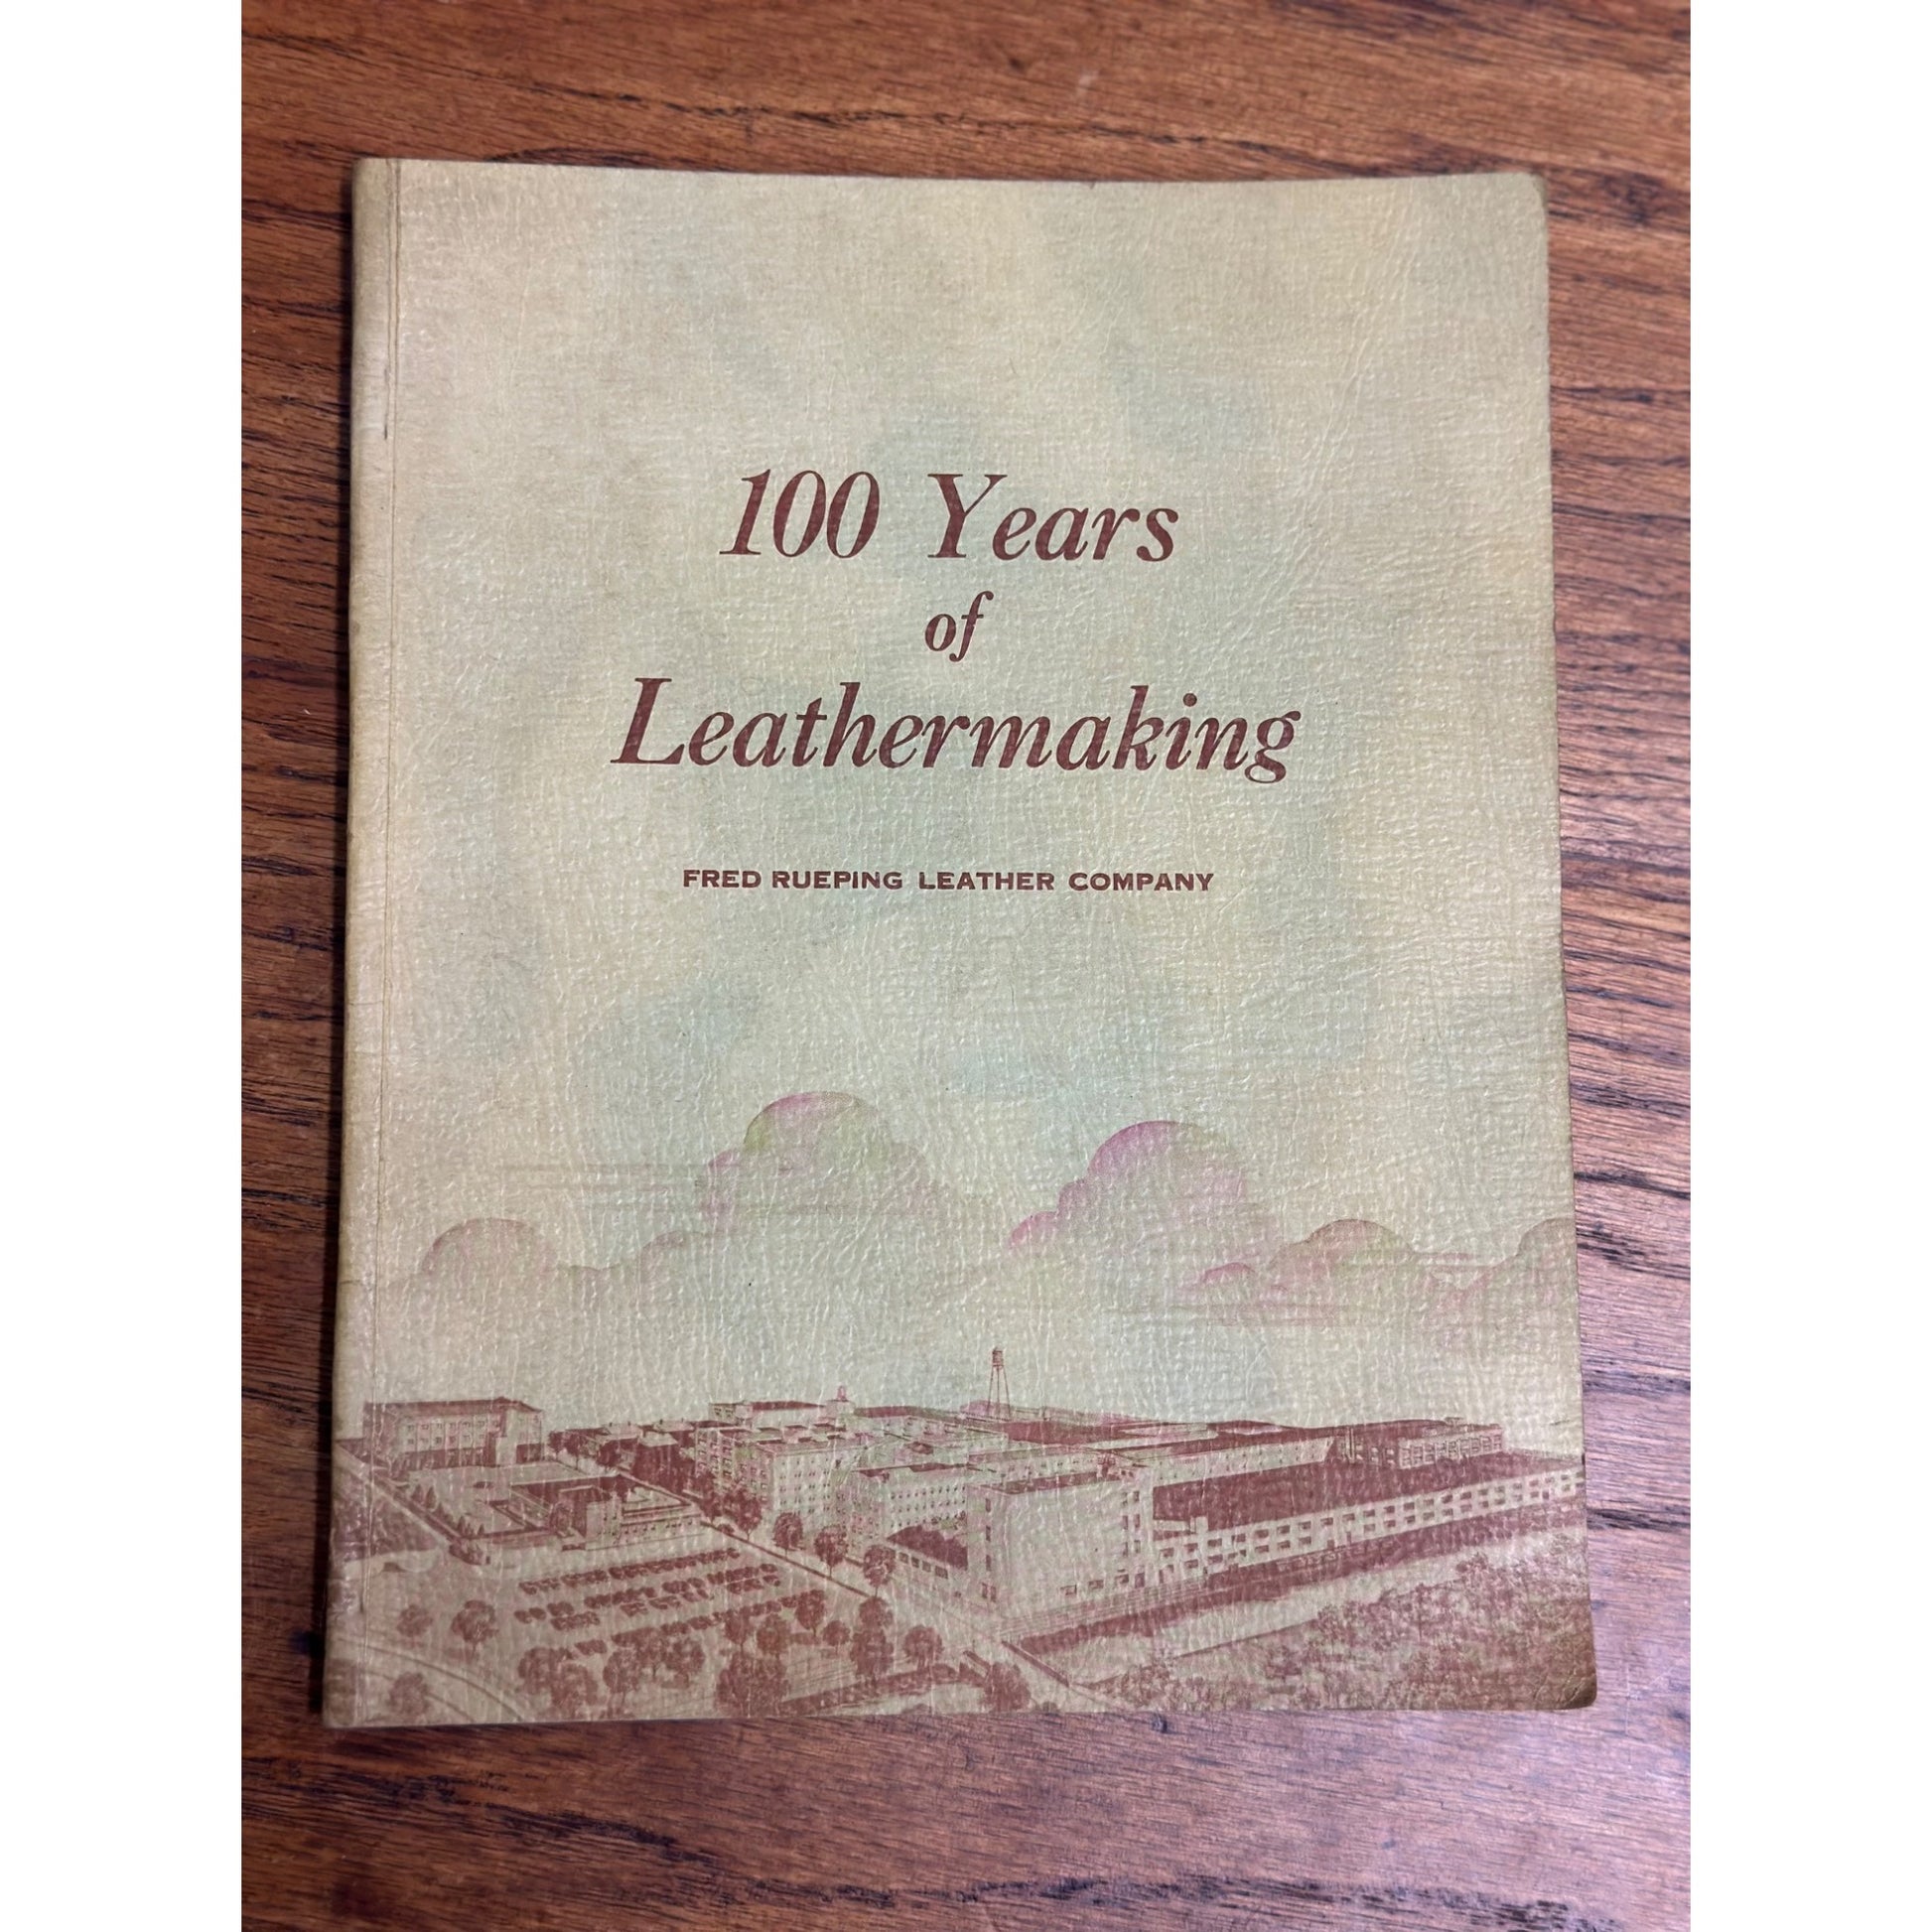 100 Years
of
Leathermaking
FRED RUEPING LEATHER COMPANY